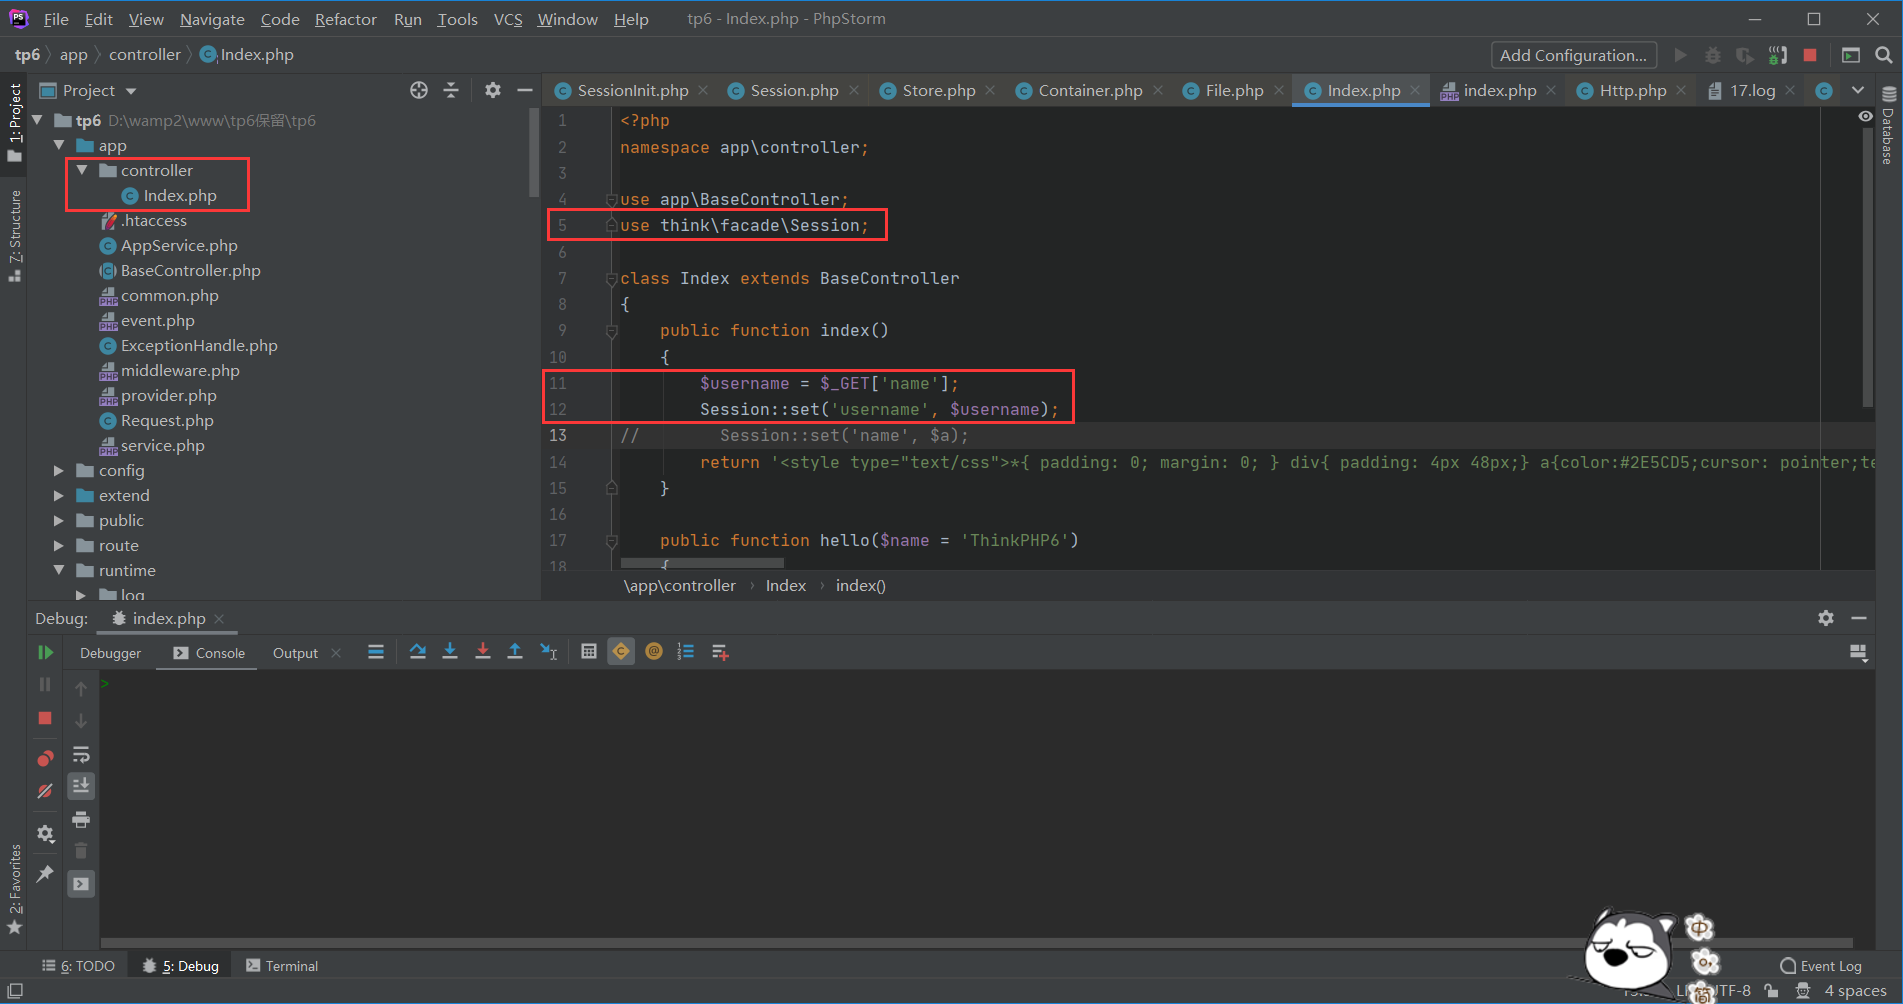 PS File Edit View Navigate Code Refactor Run Tools VCS Window Help tp6 - Index.php - PhpStorm
tp6 app controller Index.php Add Configuration...
Project
SessionInit.php Session.php Store.php Container.php File.php Index.php index.php Http.php 17.log
1: Project
7: Structure
2: Favorites
Database
tp6 D:\wamp2\www\tp6保留\tp6
app
controller
Index.php
.htaccess
AppService.php
BaseController.php
common.php
event.php
ExceptionHandle.php
middleware.php
provider.php
Request.php
service.php
config
extend
public
route
runtime
log
1 <?php
2 namespace app\controller;
3
4 use app\BaseController;
5 use think\facade\Session;
6
7 class Index extends BaseController
8 {
9 public function index()
10 {
11 $username = $_GET['name'];
12 Session::set('username', $username);
13 // Session::set('name', $a);
14 return '<style type="text/css">*{ padding: 0; margin: 0; } div{ padding: 4px 48px;} a{color:#2E5CD5;cursor: pointer;te
15 }
16
17 public function hello($name = 'ThinkPHP6')
18 {
\app\controller › Index › index()
Debug: index.php
Debugger Console Output
>
6: TODO 5: Debug Terminal Event Log
中
简
UTF-8 4 spaces